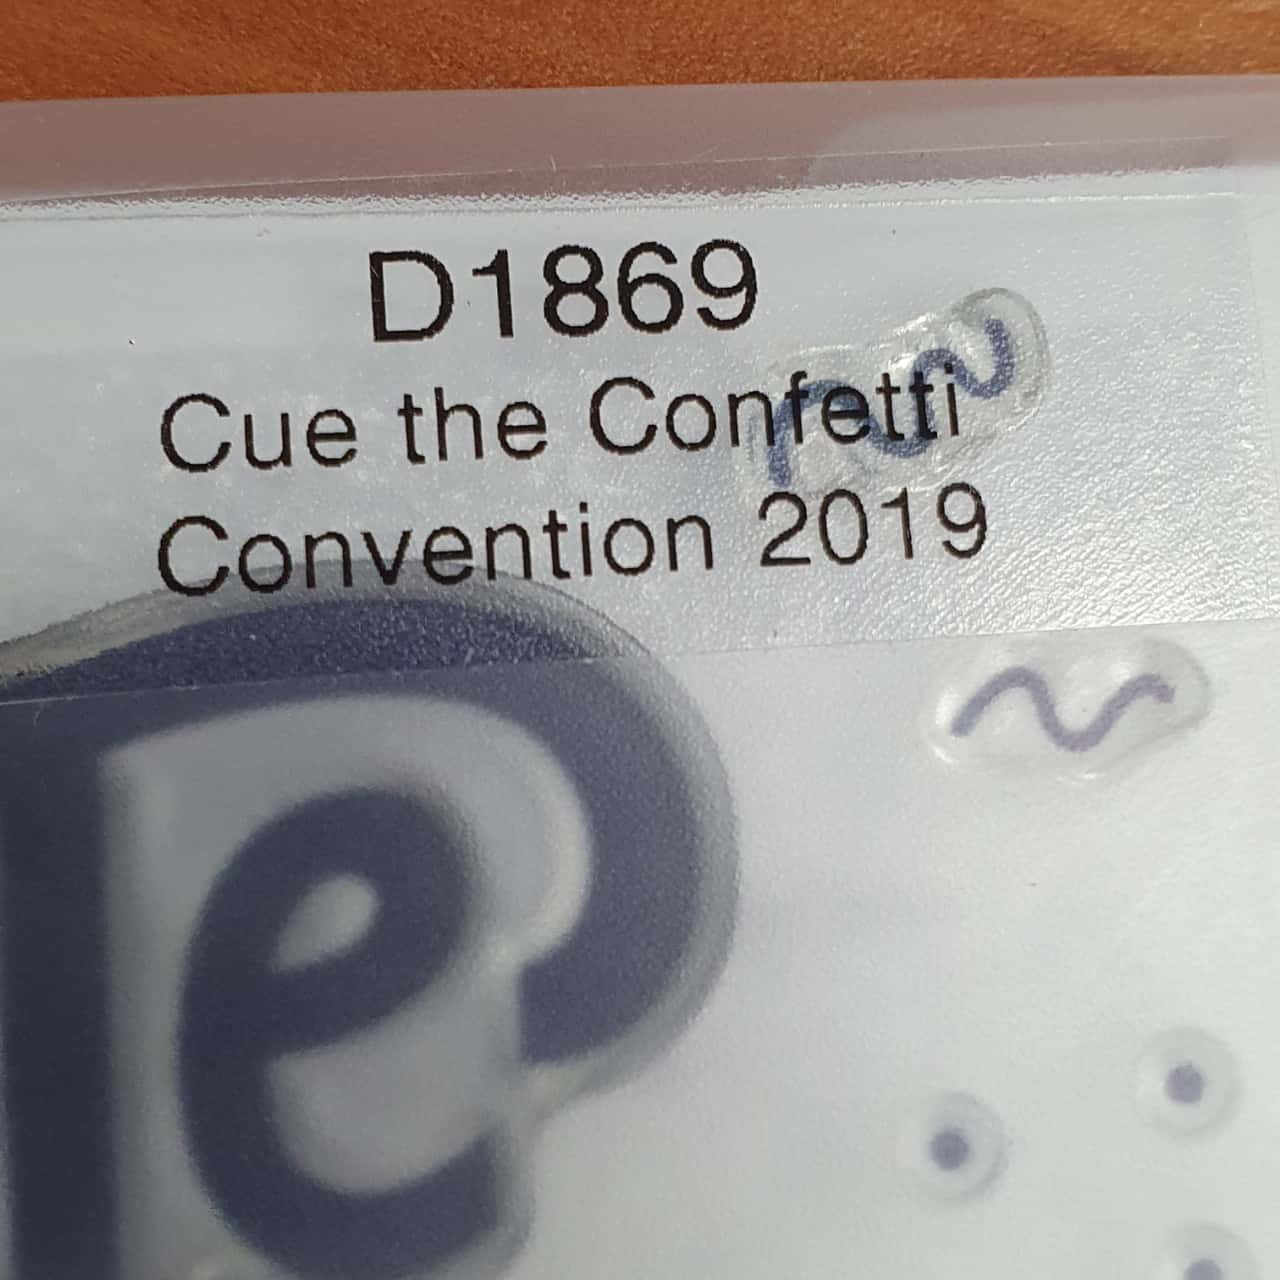 D1869
Cue the Confetti
Convention 2019
e